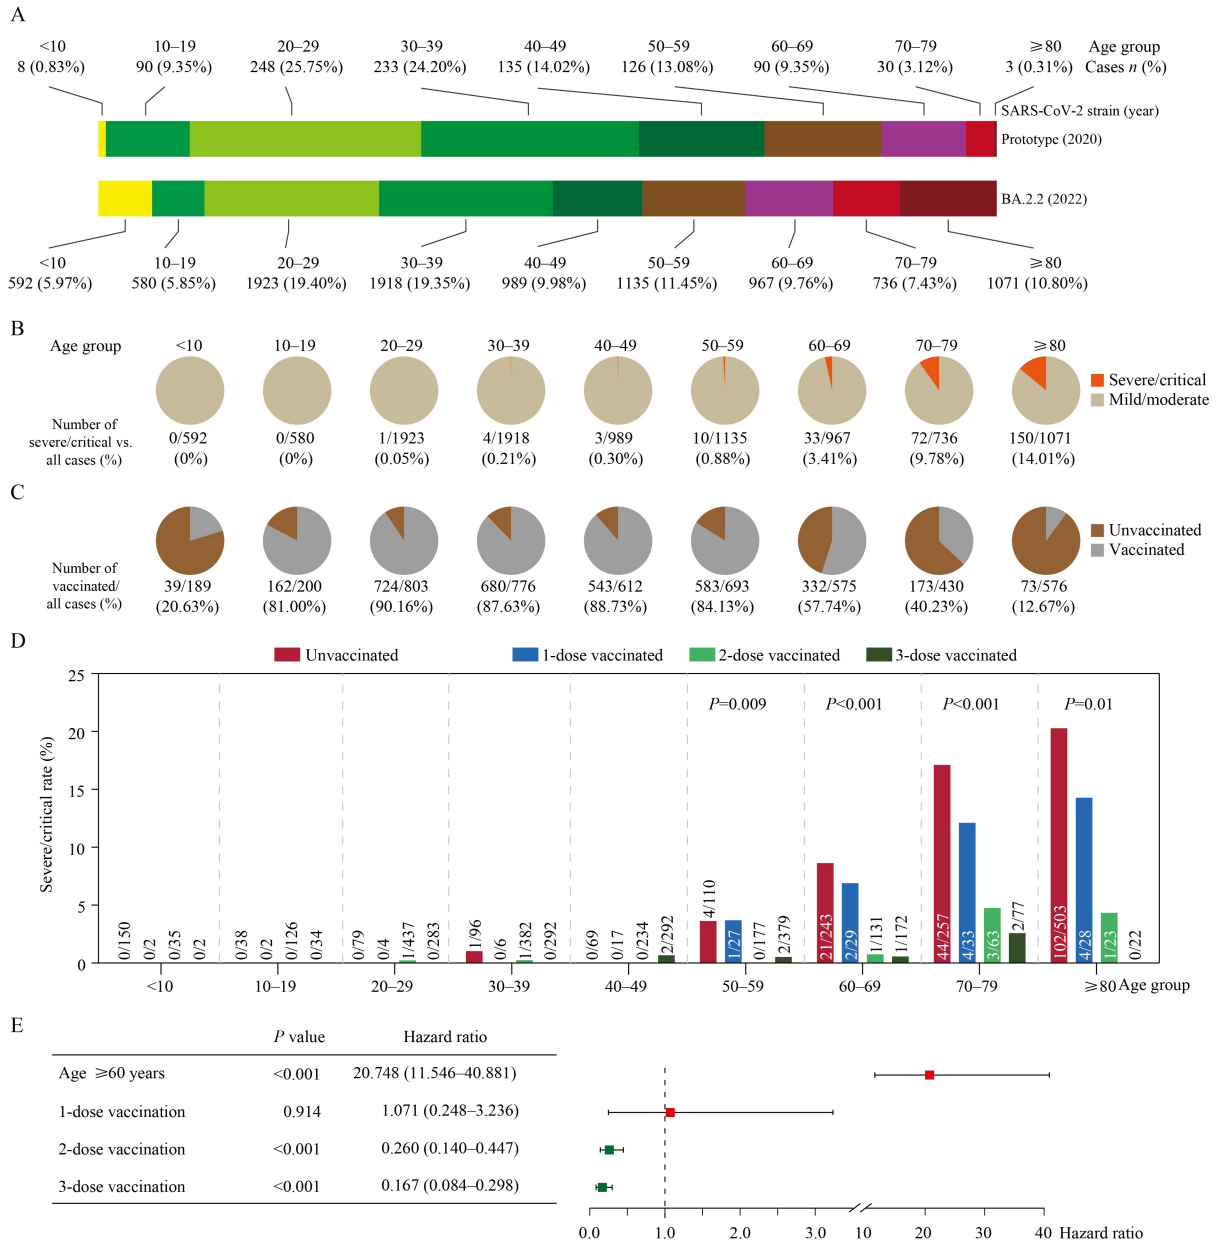 A
<10 10–19 20–29 30–39 40–49 50–59 60–69 70–79 ≥80 Age group
8 (0.83%) 90 (9.35%) 248 (25.75%) 233 (24.20%) 135 (14.02%) 126 (13.08%) 90 (9.35%) 30 (3.12%) 3 (0.31%) Cases n (%)
SARS-CoV-2 strain (year)
Prototype (2020)
BA.2.2 (2022)
<10 10–19 20–29 30–39 40–49 50–59 60–69 70–79 ≥80
592 (5.97%) 580 (5.85%) 1923 (19.40%) 1918 (19.35%) 989 (9.98%) 1135 (11.45%) 967 (9.76%) 736 (7.43%) 1071 (10.80%)
B
Age group <10 10–19 20–29 30–39 40–49 50–59 60–69 70–79 ≥80
Severe/critical
Mild/moderate
Number of
severe/critical vs.
all cases (%)
0/592 0/580 1/1923 4/1918 3/989 10/1135 33/967 72/736 150/1071
(0%) (0%) (0.05%) (0.21%) (0.30%) (0.88%) (3.41%) (9.78%) (14.01%)
C
Unvaccinated
Vaccinated
Number of
vaccinated/
all cases (%)
39/189 162/200 724/803 680/776 543/612 583/693 332/575 173/430 73/576
(20.63%) (81.00%) (90.16%) (87.63%) (88.73%) (84.13%) (57.74%) (40.23%) (12.67%)
D
Unvaccinated 1-dose vaccinated 2-dose vaccinated 3-dose vaccinated
Severe/critical rate (%)
25
20
15
10
5
0
P=0.009 P<0.001 P<0.001 P=0.01
0/150 0/2 0/35 0/2
0/38 0/2 0/126 0/34
0/79 0/4 1/437 0/283
1/96 0/6 1/382 0/292
0/69 0/17 0/234 2/292
4/110 1/27 0/177 2/379
21/243 2/29 1/131 1/172
44/257 4/33 3/63 2/77
102/503 4/28 1/23 0/22
<10 10–19 20–29 30–39 40–49 50–59 60–69 70–79 ≥80 Age group
E
P value Hazard ratio
Age ≥60 years <0.001 20.748 (11.546–40.881)
1-dose vaccination 0.914 1.071 (0.248–3.236)
2-dose vaccination <0.001 0.260 (0.140–0.447)
3-dose vaccination <0.001 0.167 (0.084–0.298)
0.0 1.0 2.0 3.0 10 20 30 40 Hazard ratio